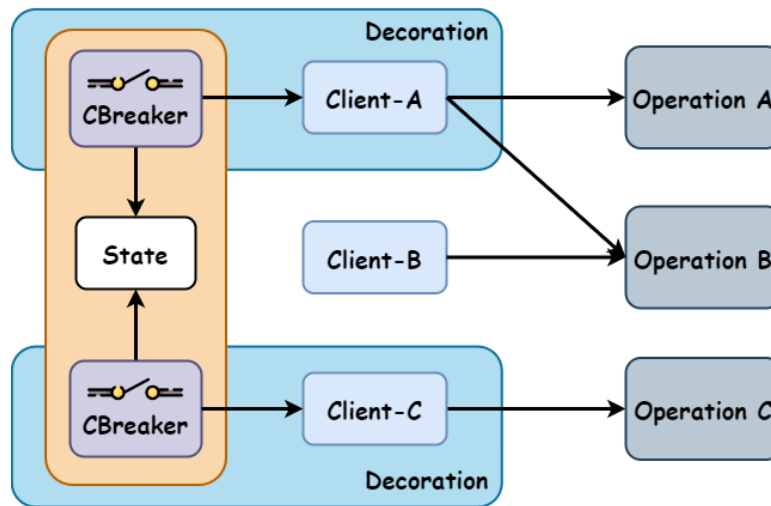 Decoration
CBreaker
Client-A
Operation A
State
Client-B
Operation B
CBreaker
Client-C
Operation C
Decoration